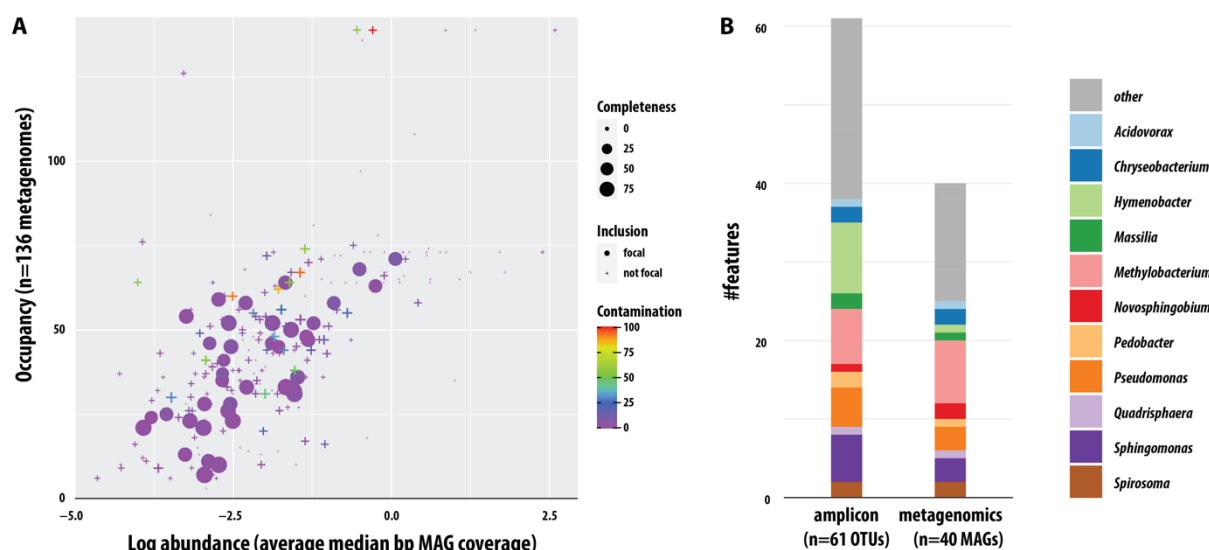 A
Occupancy (n=136 metagenomes)
100
50
0
−5.0
−2.5
0.0
2.5
Log abundance (average median bp MAG coverage)
Completeness
0
25
50
75
Inclusion
focal
not focal
Contamination
100
75
50
25
0
B
#features
60
40
20
0
amplicon
(n=61 OTUs)
metagenomics
(n=40 MAGs)
other
Acidovorax
Chryseobacterium
Hymenobacter
Massilia
Methylobacterium
Novosphingobium
Pedobacter
Pseudomonas
Quadrisphaera
Sphingomonas
Spirosoma